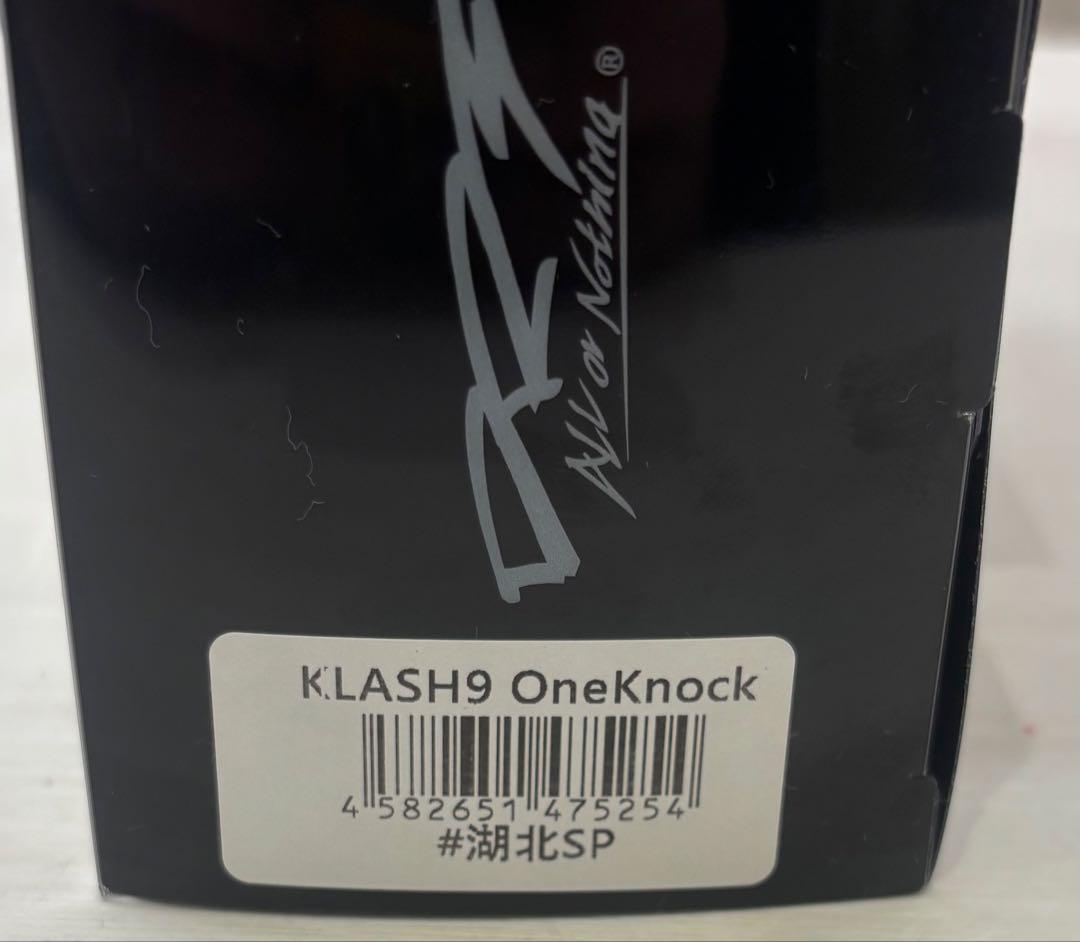 All or Nothing ®
KLASH9 OneKnock
4 582651 475254
#湖北SP